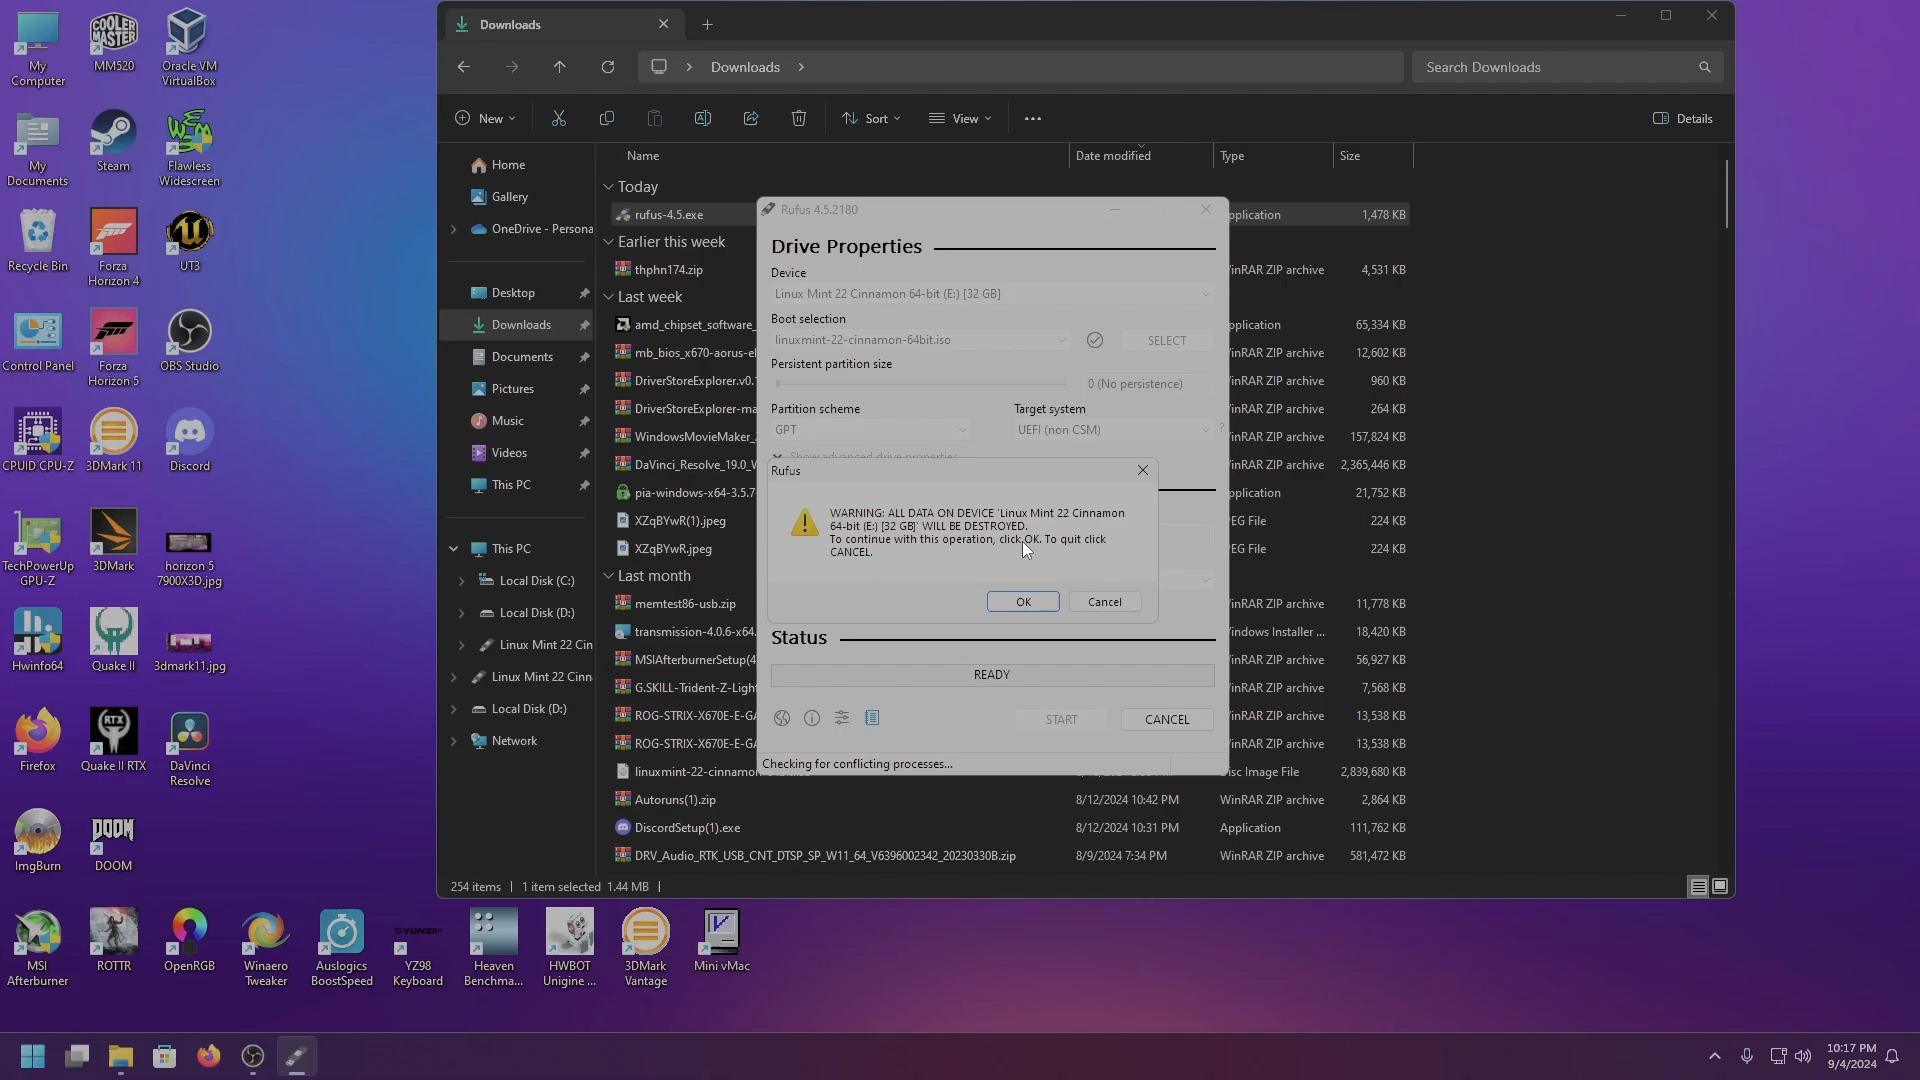 My
Computer
MM520
Oracle VM
VirtualBox
My
Documents
Steam
Flawless
Widescreen
Recycle Bin
Forza
Horizon 4
UT3
Control Panel
Forza
Horizon 5
OBS Studio
CPUID CPU-Z
3DMark 11
Discord
TechPowerUp
GPU-Z
3DMark
horizon 5
7900X3D.jpg
Hwinfo64
Quake II
3dmark11.jpg
Firefox
Quake II RTX
DaVinci
Resolve
ImgBurn
DOOM
MSI
Afterburner
ROTTR
OpenRGB
Winaero
Tweaker
Auslogics
BoostSpeed
YZ98
Keyboard
Heaven
Benchma...
HWBOT
Unigine ...
3DMark
Vantage
Mini vMac
COOLER
MASTER
RTX
DOOM
YUNZII
Downloads
Downloads
Search Downloads
New
Sort
View
Details
Home
Gallery
OneDrive - Persona
Desktop
Downloads
Documents
Pictures
Music
Videos
This PC
This PC
Local Disk (C:)
Local Disk (D:)
Linux Mint 22 Cin
Linux Mint 22 Cinn
Local Disk (D:)
Network
Name
Date modified
Type
Size
Today
rufus-4.5.exe
pplication
1,478 KB
Earlier this week
thphn174.zip
VinRAR ZIP archive
4,531 KB
Last week
amd_chipset_software_
pplication
65,334 KB
mb_bios_x670-aorus-el
VinRAR ZIP archive
12,602 KB
DriverStoreExplorer.v0.
VinRAR ZIP archive
960 KB
DriverStoreExplorer-ma
VinRAR ZIP archive
264 KB
WindowsMovieMaker_
VinRAR ZIP archive
157,824 KB
DaVinci_Resolve_19.0_W
VinRAR ZIP archive
2,365,446 KB
pia-windows-x64-3.5.7-
pplication
21,752 KB
XZqBYwR(1).jpeg
EG File
224 KB
XZqBYwR.jpeg
EG File
224 KB
Last month
memtest86-usb.zip
VinRAR ZIP archive
11,778 KB
transmission-4.0.6-x64.
Vindows Installer ...
18,420 KB
MSIAfterburnerSetup(4
VinRAR ZIP archive
56,927 KB
G.SKILL-Trident-Z-Ligh
VinRAR ZIP archive
7,568 KB
ROG-STRIX-X670E-E-GA
VinRAR ZIP archive
13,538 KB
ROG-STRIX-X670E-E-GA
VinRAR ZIP archive
13,538 KB
linuxmint-22-cinnamon
isc Image File
2,839,680 KB
Autoruns(1).zip
8/12/2024 10:42 PM
WinRAR ZIP archive
2,864 KB
DiscordSetup(1).exe
8/12/2024 10:31 PM
Application
111,762 KB
DRV_Audio_RTK_USB_CNT_DTSP_SP_W11_64_V6396002342_20230330B.zip
8/9/2024 7:34 PM
WinRAR ZIP archive
581,472 KB
254 items
1 item selected 1.44 MB
Rufus 4.5.2180
Drive Properties
Device
Linux Mint 22 Cinnamon 64-bit (E:) [32 GB]
Boot selection
linuxmint-22-cinnamon-64bit.iso
SELECT
Persistent partition size
0 (No persistence)
Partition scheme
Target system
GPT
UEFI (non CSM)
?
Show advanced drive properties
Rufus
WARNING: ALL DATA ON DEVICE 'Linux Mint 22 Cinnamon
64-bit (E:) [32 GB]' WILL BE DESTROYED.
To continue with this operation, click OK. To quit click
CANCEL.
OK
Cancel
Status
READY
START
CANCEL
Checking for conflicting processes...
10:17 PM
9/4/2024